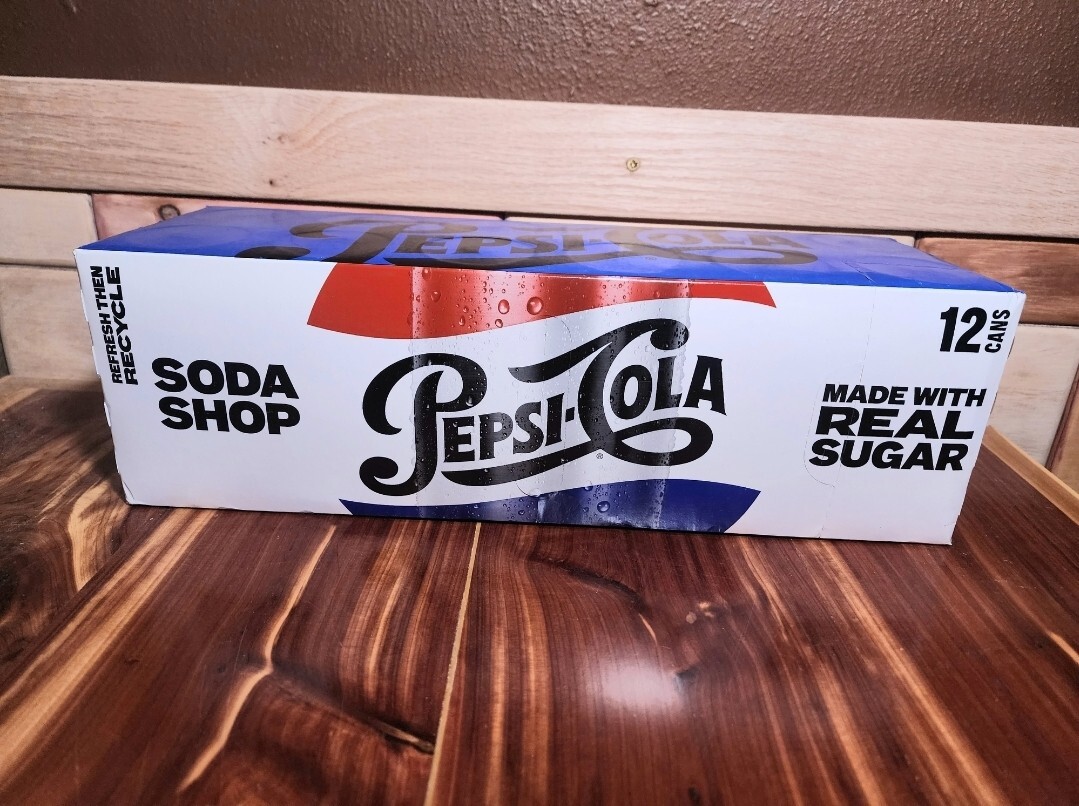 PEPSI-COLA
REFRESH THEN
RECYCLE
SODA
SHOP
PEPSI-COLA
®
12
CANS
MADE WITH
REAL
SUGAR